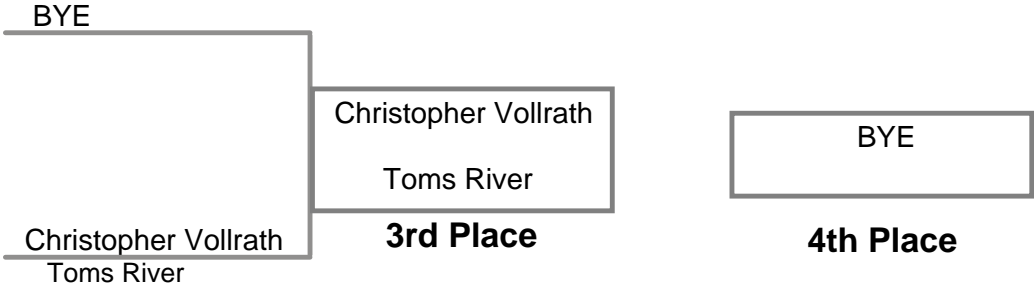 BYE
Christopher Vollrath
Toms River
3rd Place
BYE
4th Place
Christopher Vollrath
Toms River